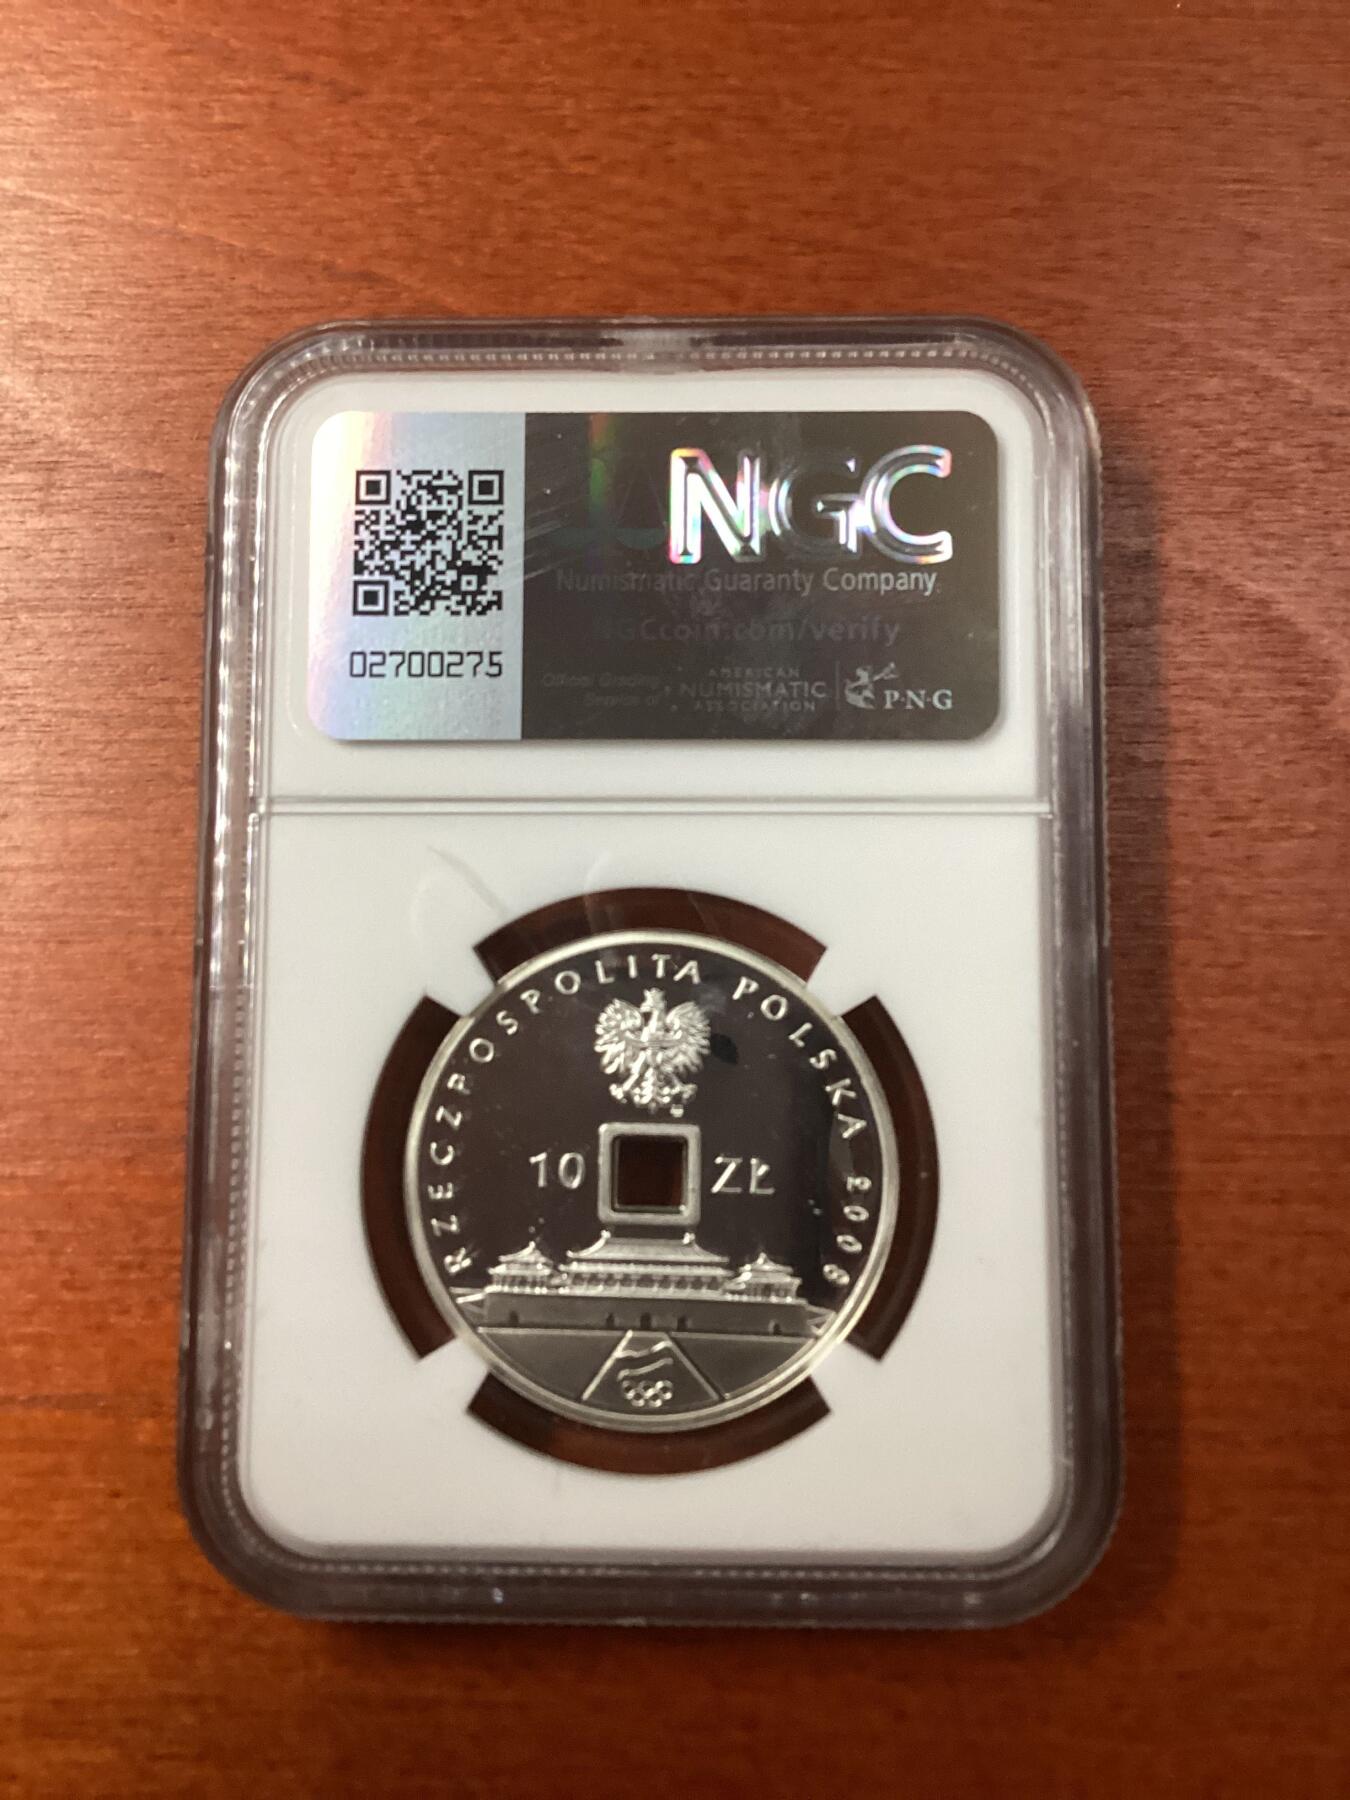 NGC
Numismatic Guaranty Company
NGCcoin.com/verify
02700275
Official Grading
Service of
AMERICAN
NUMISMATIC
ASSOCIATION
P·N·G
RZECZPOSPOLITA POLSKA 2008
10 ZŁ